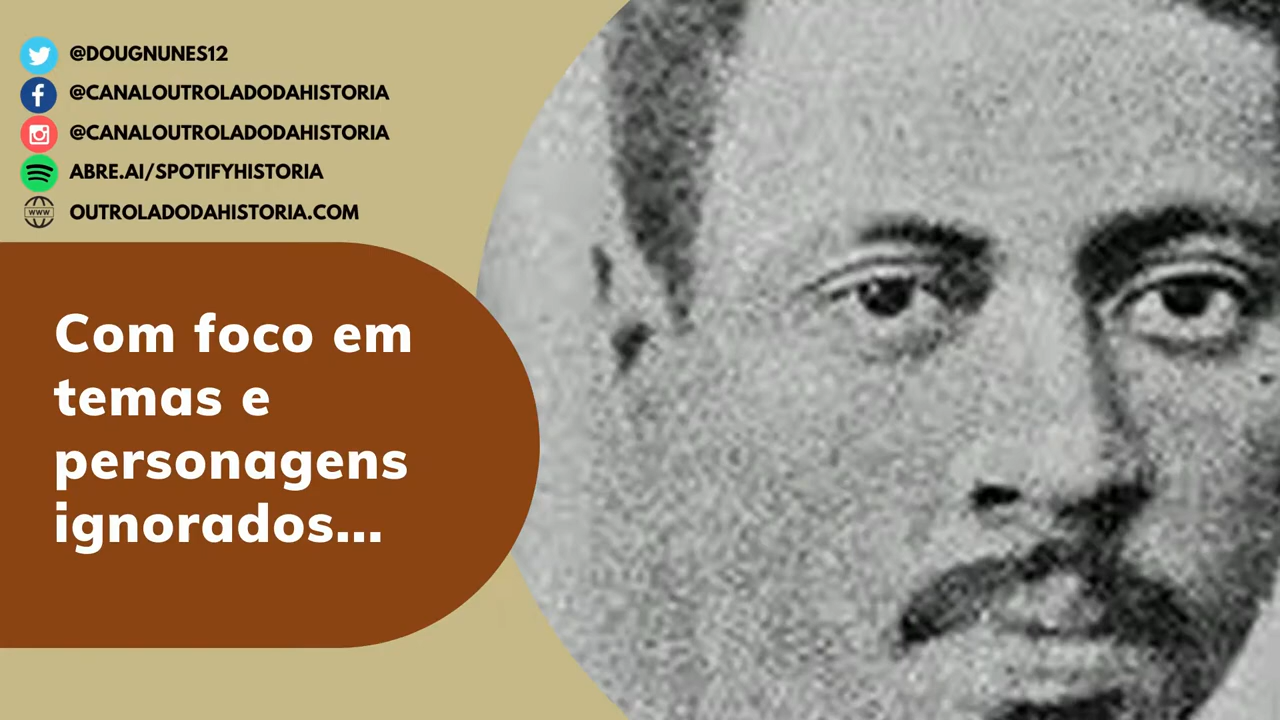 @DOUGNUNES12
@CANALOUTROLADODAHISTORIA
@CANALOUTROLADODAHISTORIA
ABRE.AI/SPOTIFYHISTORIA
WWW
OUTROLADODAHISTORIA.COM
Com foco em
temas e
personagens
ignorados...